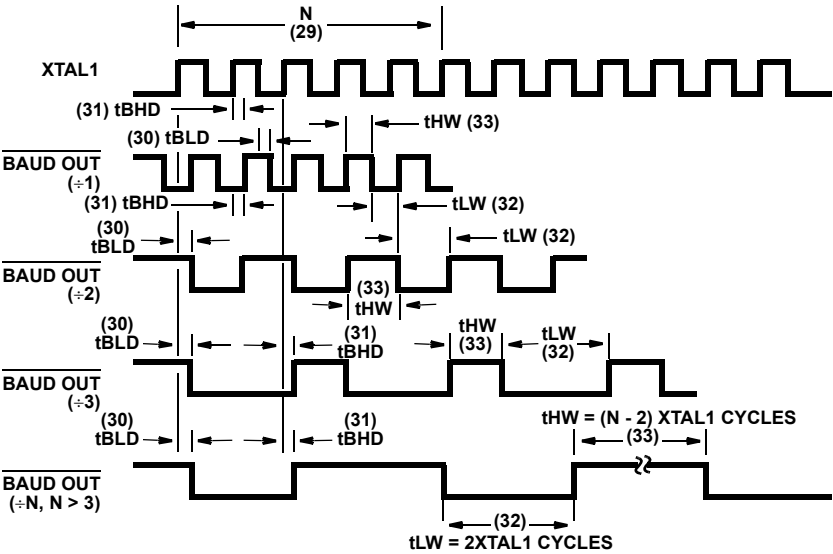 N
(29)
XTAL1
(31) tBHD
tHW (33)
(30) tBLD
BAUD OUT
(÷1)
(31) tBHD
tLW (32)
(30)
tBLD
tLW (32)
BAUD OUT
(÷2)
(33)
tHW
(30)
tBLD
(31)
tBHD
tHW
(33)
tLW
(32)
BAUD OUT
(÷3)
tHW = (N - 2) XTAL1 CYCLES
(33)
(30)
tBLD
(31)
tBHD
BAUD OUT
(÷N, N > 3)
(32)
tLW = 2XTAL1 CYCLES